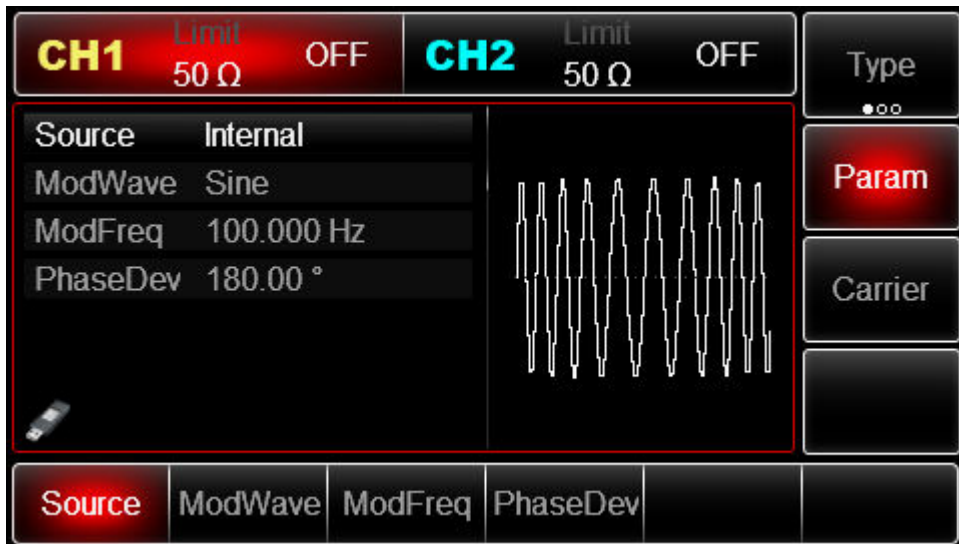 CH1 Limit 50 Ω OFF
CH2 Limit 50 Ω OFF
Type
Source Internal
ModWave Sine
ModFreq 100.000 Hz
PhaseDev 180.00 °
Param
Carrier
Source ModWave ModFreq PhaseDev